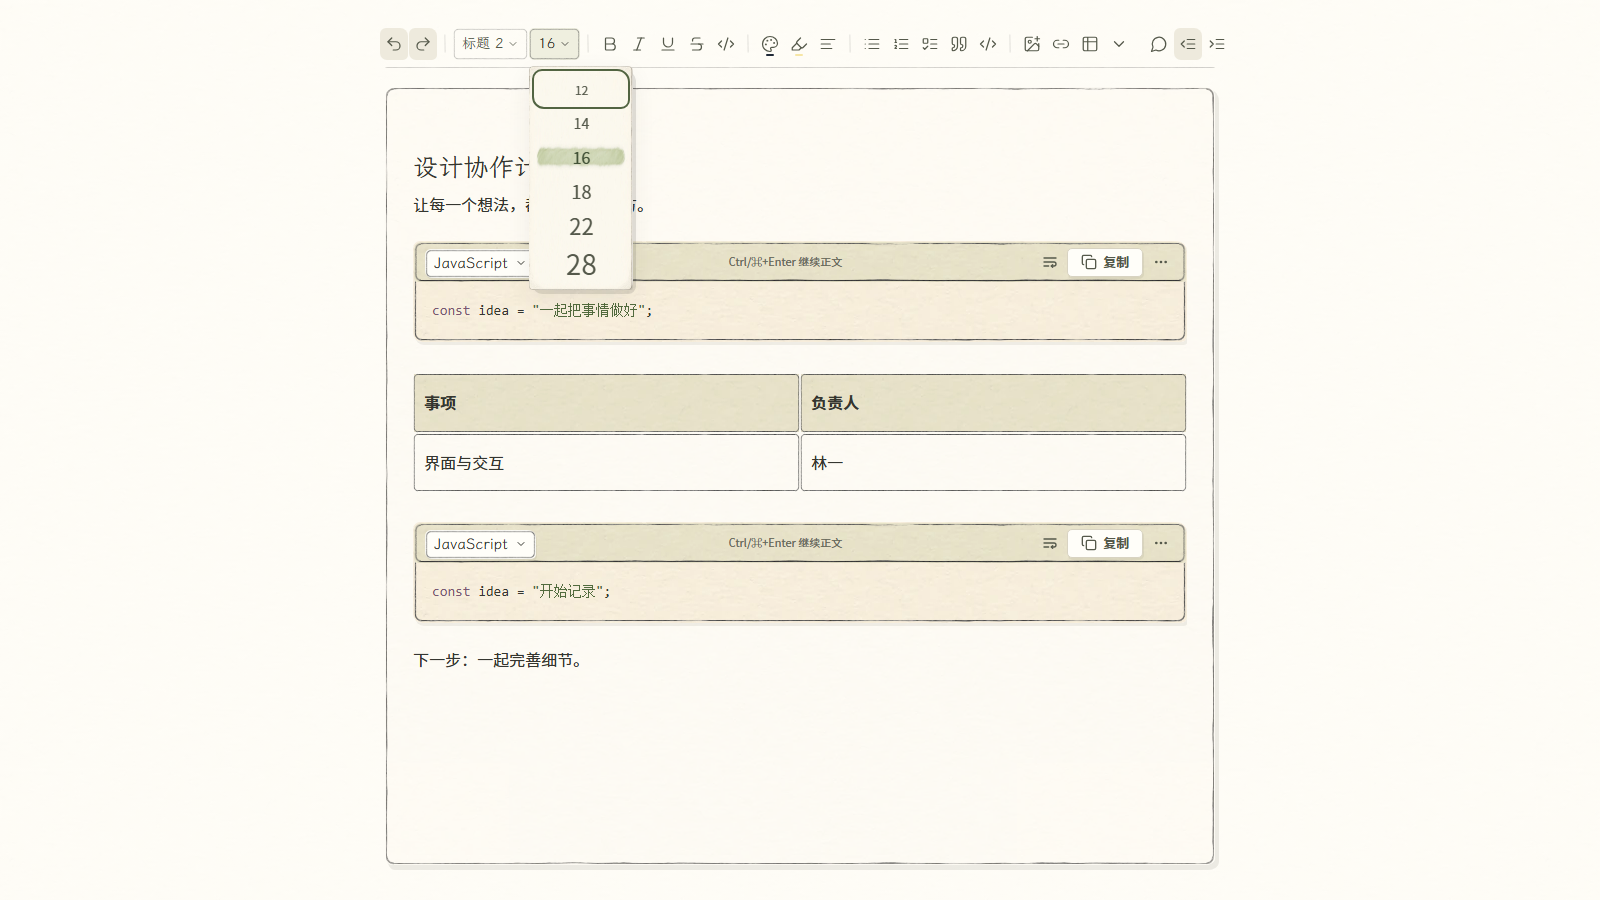 标题 2
16
12
14
16
18
22
28
设计协作
让每一个想法，
。
JavaScript
Ctrl/⌘+Enter 继续正文
复制
const idea = "一起把事情做好";
事项
负责人
界面与交互
林一
JavaScript
Ctrl/⌘+Enter 继续正文
复制
const idea = "开始记录";
下一步：一起完善细节。